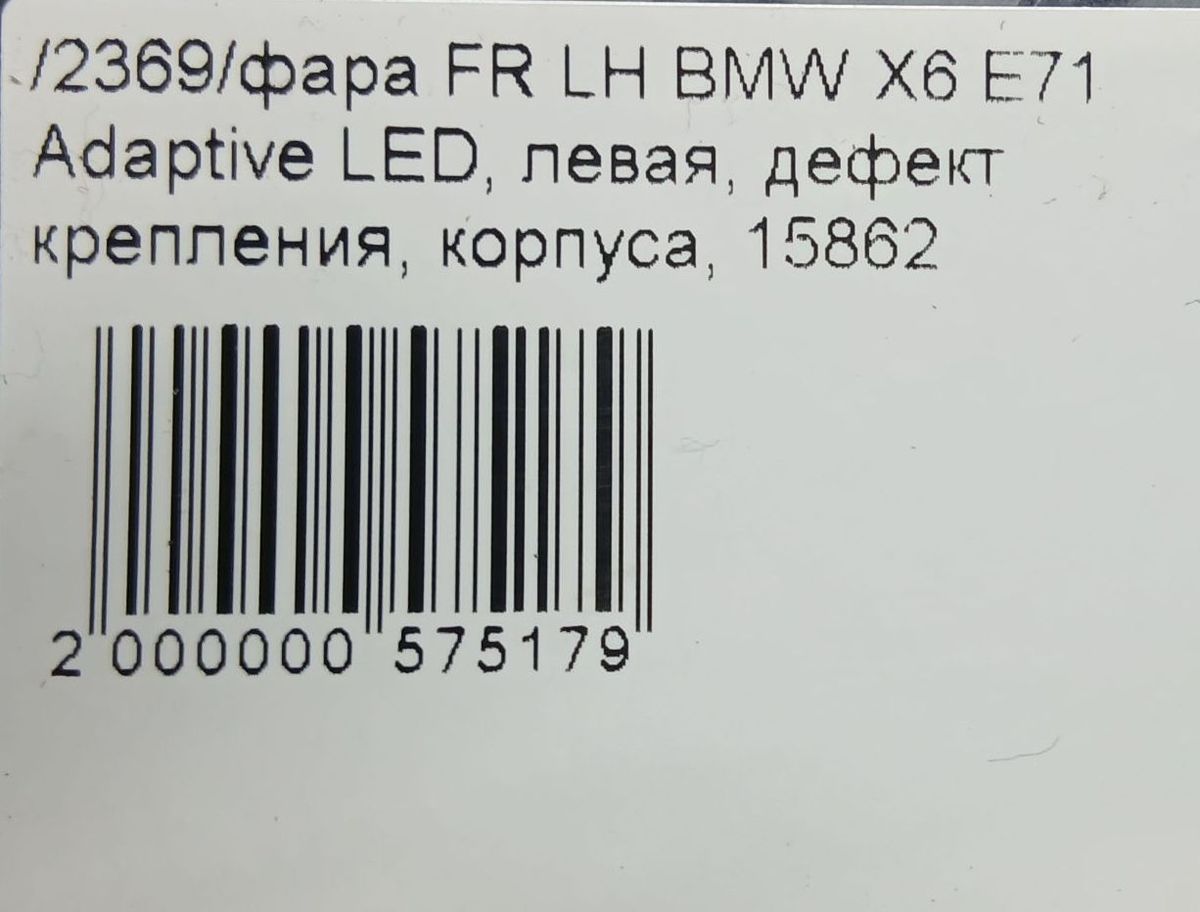 /2369/фара FR LH BMW X6 E71
Adaptive LED, левая, дефект
крепления, корпуса, 15862
2 000000 575179